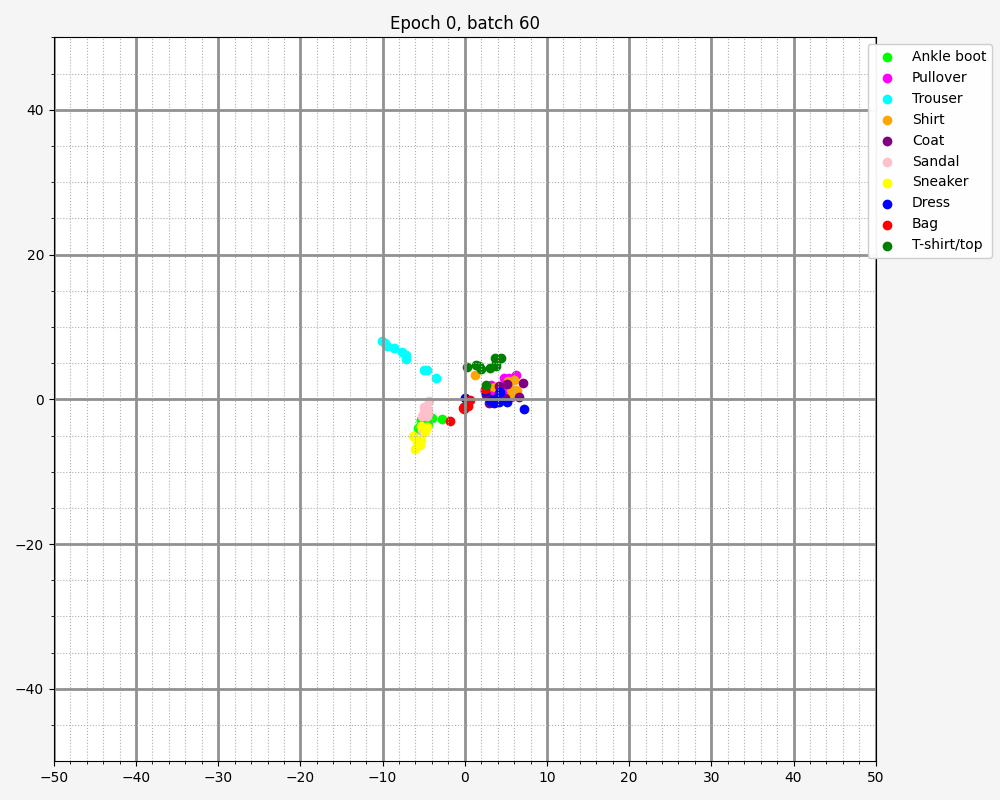 Epoch 0, batch 60
Ankle boot
Pullover
Trouser
Shirt
Coat
Sandal
Sneaker
Dress
Bag
T-shirt/top
40
20
0
−20
−40
−50 −40 −30 −20 −10 0 10 20 30 40 50